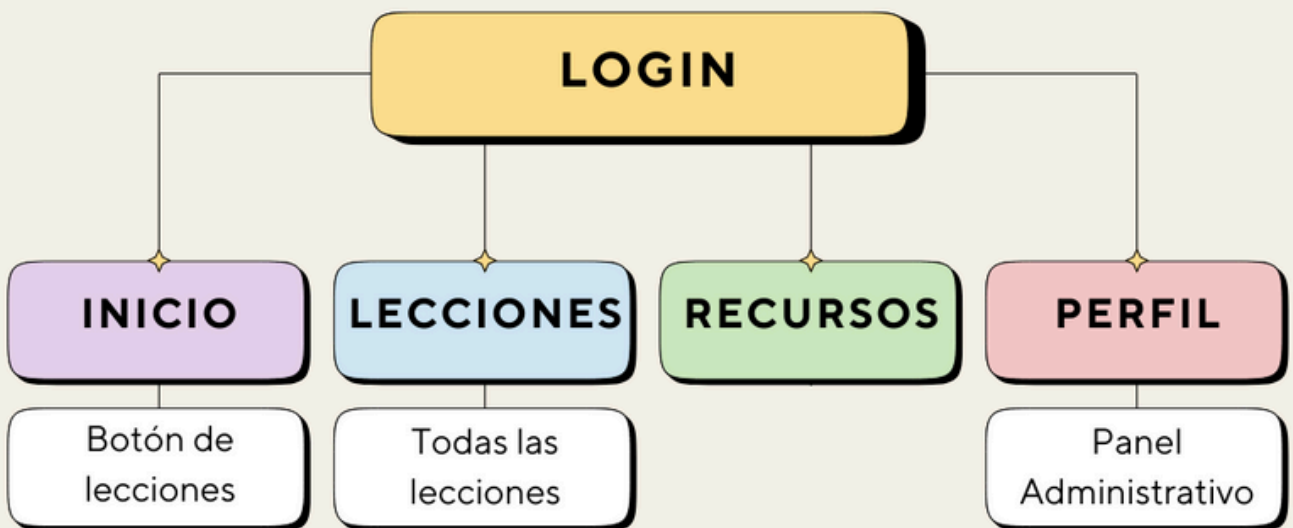 LOGIN
INICIO
LECCIONES
RECURSOS
PERFIL
Botón de
lecciones
Todas las
lecciones
Panel
Administrativo